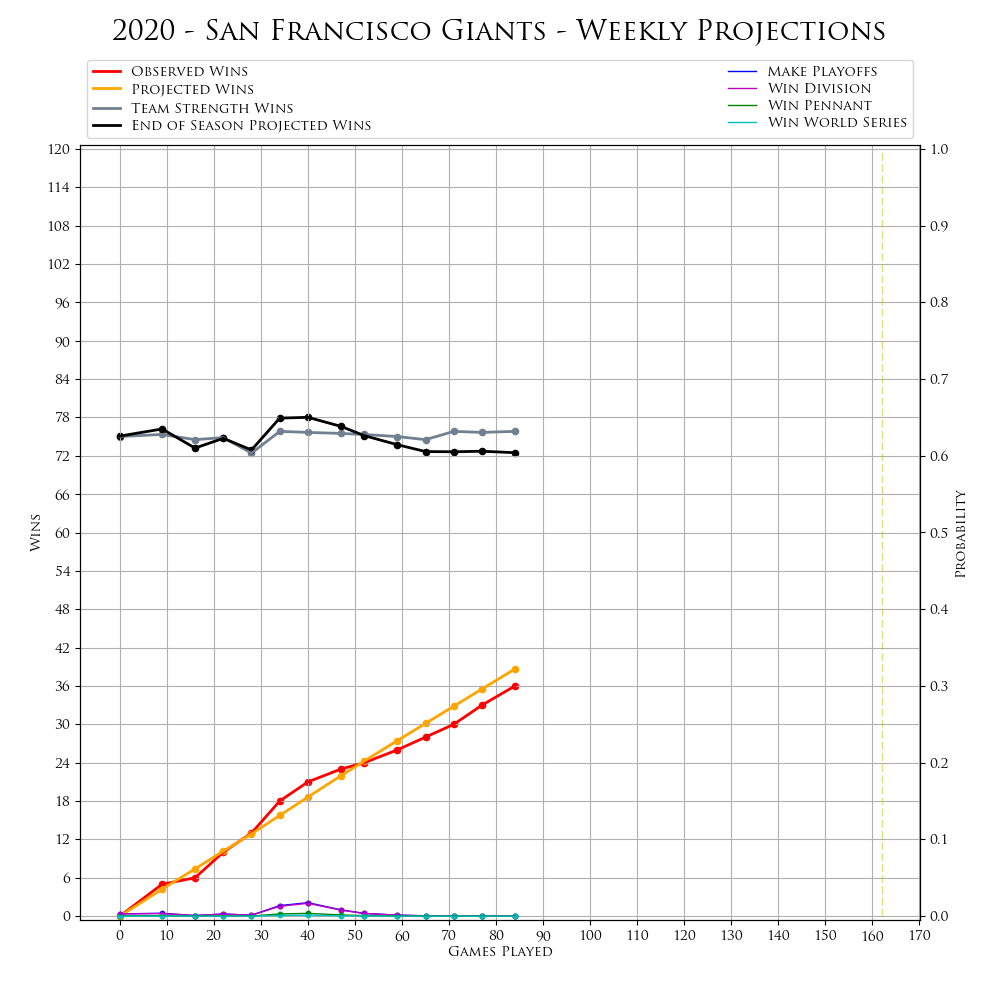 2020 - San Francisco Giants - Weekly Projections
Observed Wins
Projected Wins
Team Strength Wins
End of Season Projected Wins
Make Playoffs
Win Division
Win Pennant
Win World Series
120
114
108
102
96
90
84
78
72
66
60
54
48
42
36
30
24
18
12
6
0
Wins
1.0
0.9
0.8
0.7
0.6
0.5
0.4
0.3
0.2
0.1
0.0
Probability
0 10 20 30 40 50 60 70 80 90 100 110 120 130 140 150 160 170
Games Played